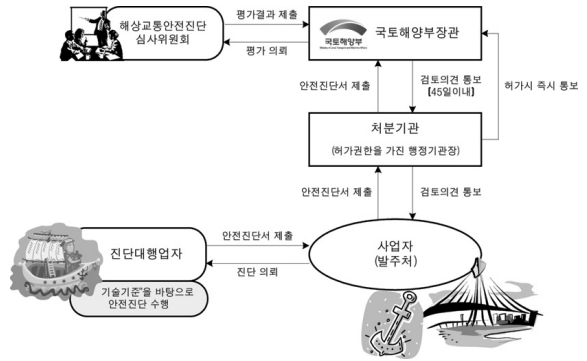 해상교통안전진단
심사위원회
평가결과 제출
평가 의뢰
국토해양부
국토해양부장관
안전진단서 제출
검토의견 통보
【45일이내】
허가시 즉시 통보
처분기관
(허가권한을 가진 행정기관장)
안전진단서 제출
검토의견 통보
진단대행업자
안전진단서 제출
진단 의뢰
사업자
(발주처)
기술기준"을 바탕으로
안전진단 수행